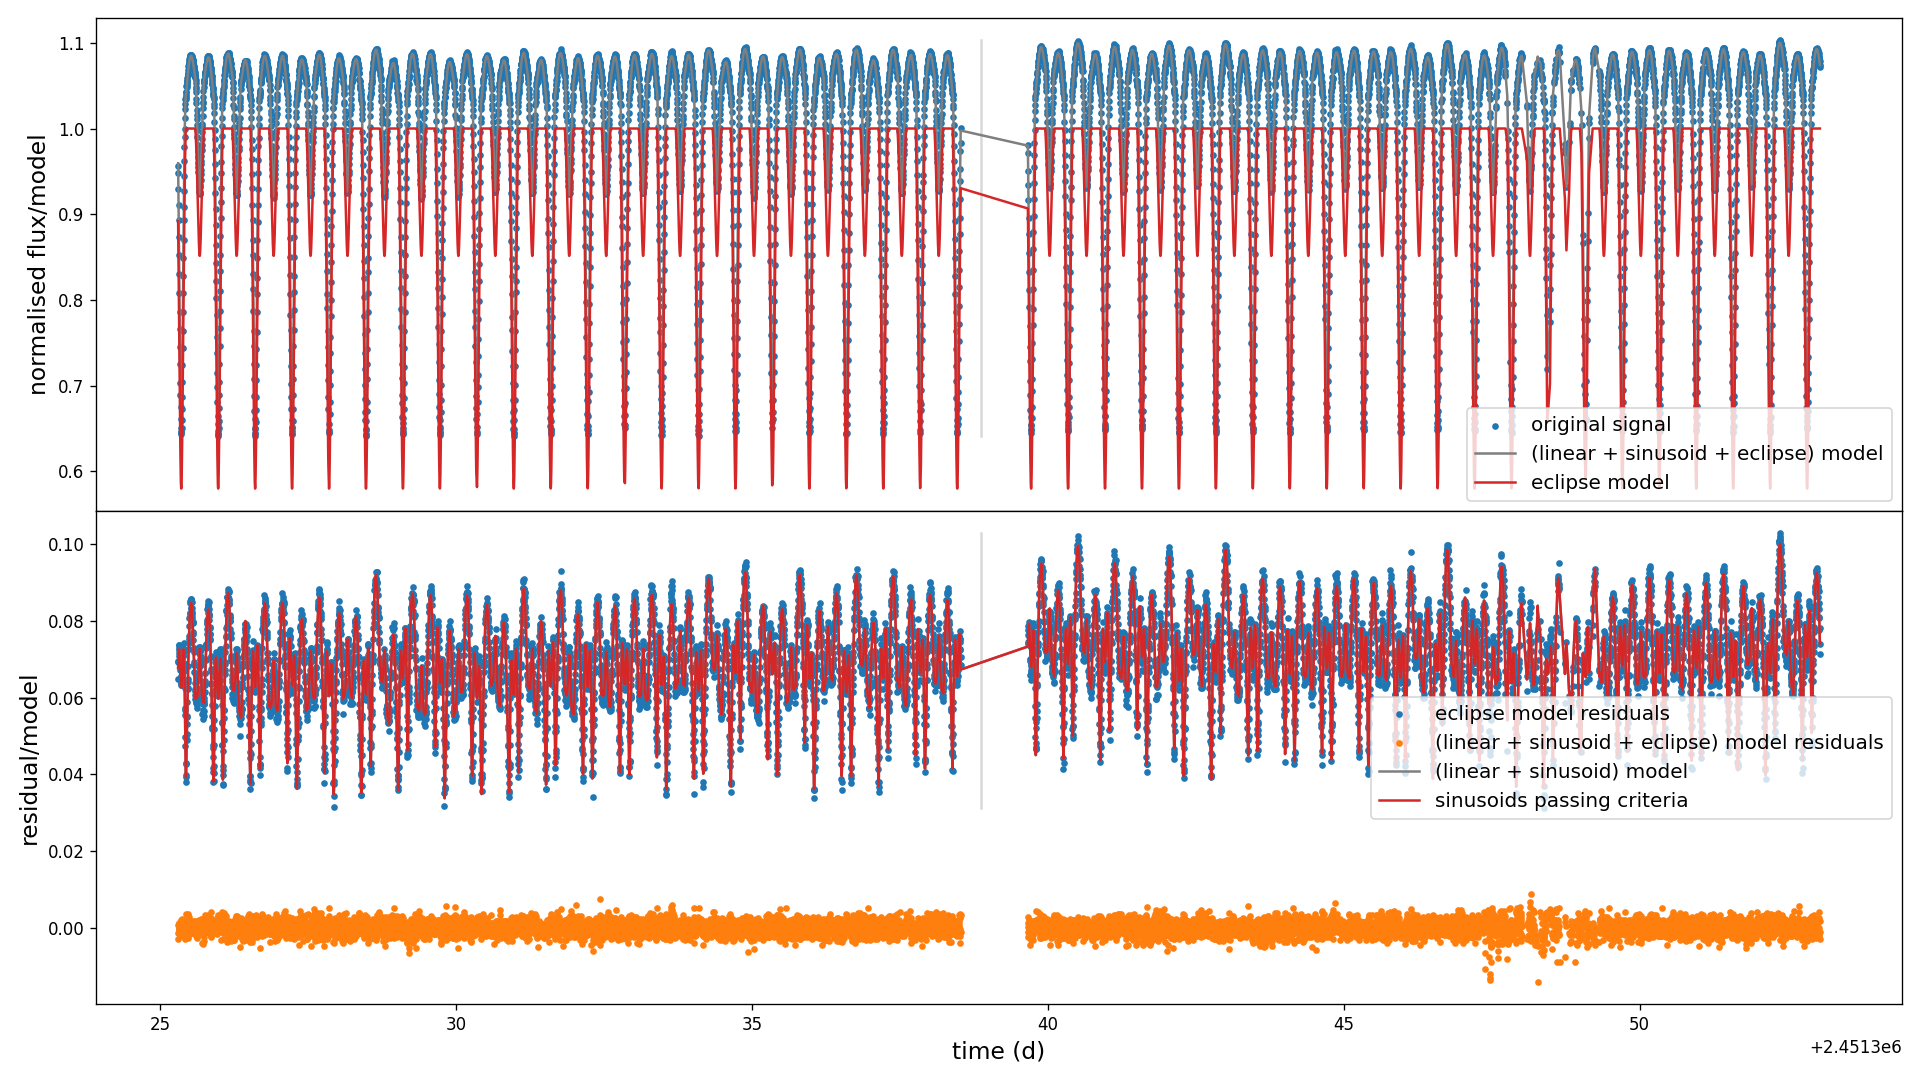 normalised flux/model
1.1
1.0
0.9
0.8
0.7
0.6
original signal
(linear + sinusoid + eclipse) model
eclipse model
residual/model
0.10
0.08
0.06
0.04
0.02
0.00
eclipse model residuals
(linear + sinusoid + eclipse) model residuals
(linear + sinusoid) model
sinusoids passing criteria
25 30 35 40 45 50
time (d)
+2.4513e6